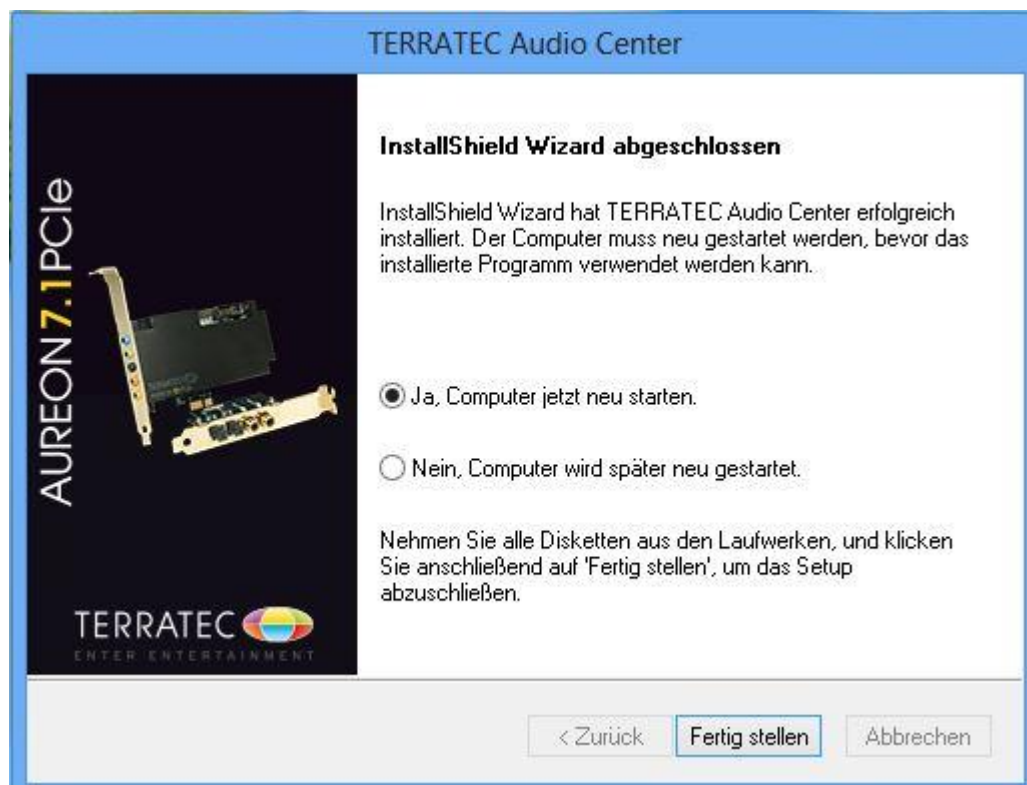 TERRATEC Audio Center
AUREON 7.1 PCIe
TERRATEC
ENTER ENTERTAINMENT
InstallShield Wizard abgeschlossen
InstallShield Wizard hat TERRATEC Audio Center erfolgreich
installiert. Der Computer muss neu gestartet werden, bevor das
installierte Programm verwendet werden kann.
Ja, Computer jetzt neu starten.
Nein, Computer wird später neu gestartet.
Nehmen Sie alle Disketten aus den Laufwerken, und klicken
Sie anschließend auf 'Fertig stellen', um das Setup
abzuschließen.
< Zurück
Fertig stellen
Abbrechen